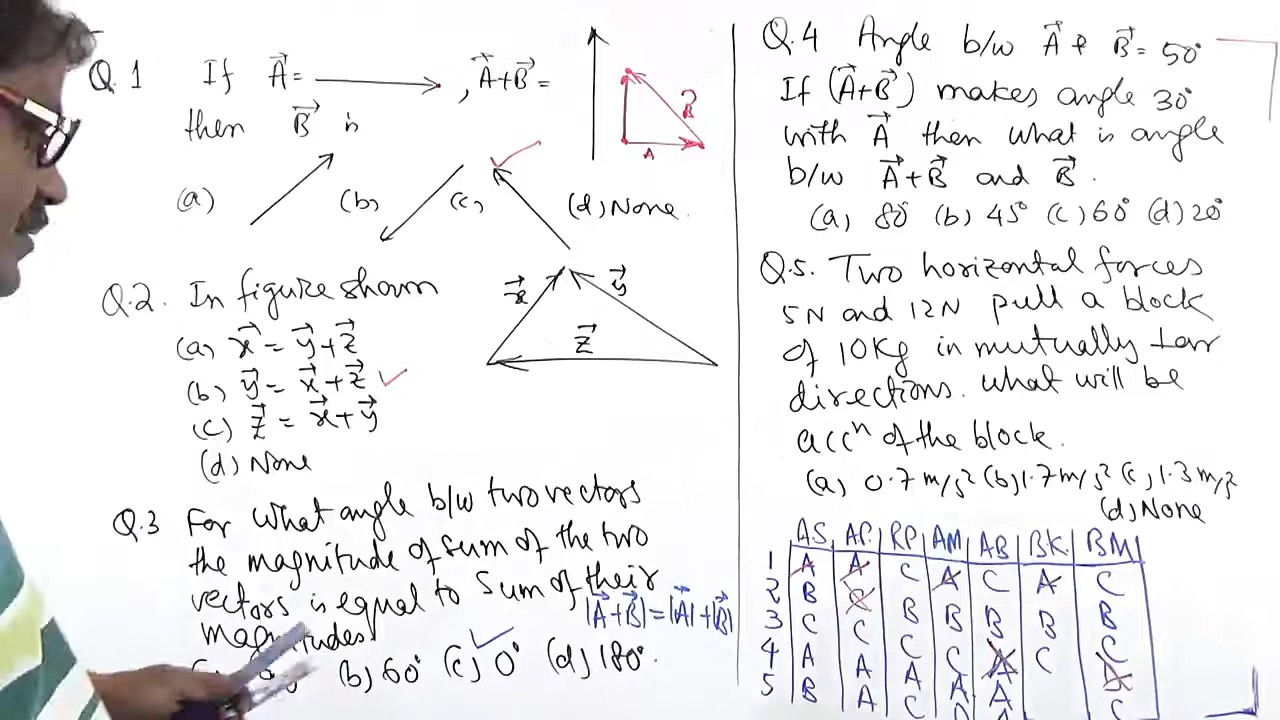 Q.1 If A⃗ = , A⃗+B⃗ =
then B⃗ is
(a) (b) (c) (d) None.
A B⃗
Q.2. In figure shown
(a) x⃗ = y⃗ + z⃗
(b) y⃗ = x⃗ + z⃗ ✓
(c) z⃗ = x⃗ + y⃗
(d) None
x⃗ y⃗
z⃗
Q.3 For what angle b/w two vectors
the magnitude of sum of the two
vectors is equal to sum of their
magnitudes
|A⃗+B⃗| = |A⃗|+|B⃗|
(b) 60° (c) 0° (d) 180°.
Q.4 Angle b/w A⃗ & B⃗ = 50°
If (A⃗+B⃗) makes angle 30°
with A⃗ then what is angle
b/w A⃗+B⃗ and B⃗.
(a) 80° (b) 45° (c) 60° (d) 20°
Q.5. Two horizontal forces
5N and 12N pull a block
of 10Kg in mutually ⊥ar
directions. what will be
accⁿ of the block.
(a) 0.7 m/s² (b) 1.7 m/s² (c) 1.3 m/s²
(d) None
A.S A.P. RP AM AB BK BM
1 A A C A C A C
2 B B B B B B
3 C C C C A C C
4 A A A A A A
5 B A C C